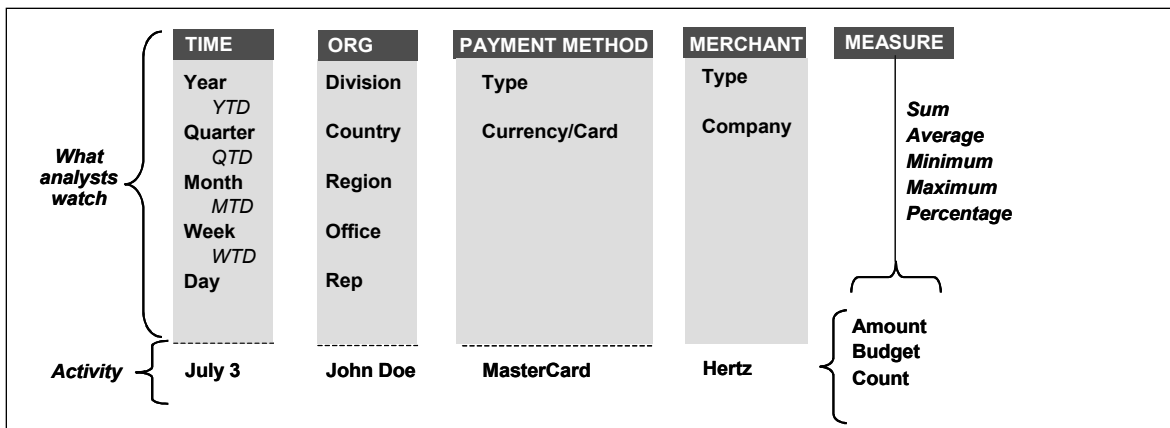 TIME ORG PAYMENT METHOD MERCHANT MEASURE
Year Division Type Type
YTD
Quarter Country Currency/Card Company
QTD
Month Region
MTD
Week Office
WTD
Day Rep
What
analysts
watch
Sum
Average
Minimum
Maximum
Percentage
Activity July 3 John Doe MasterCard Hertz
Amount
Budget
Count